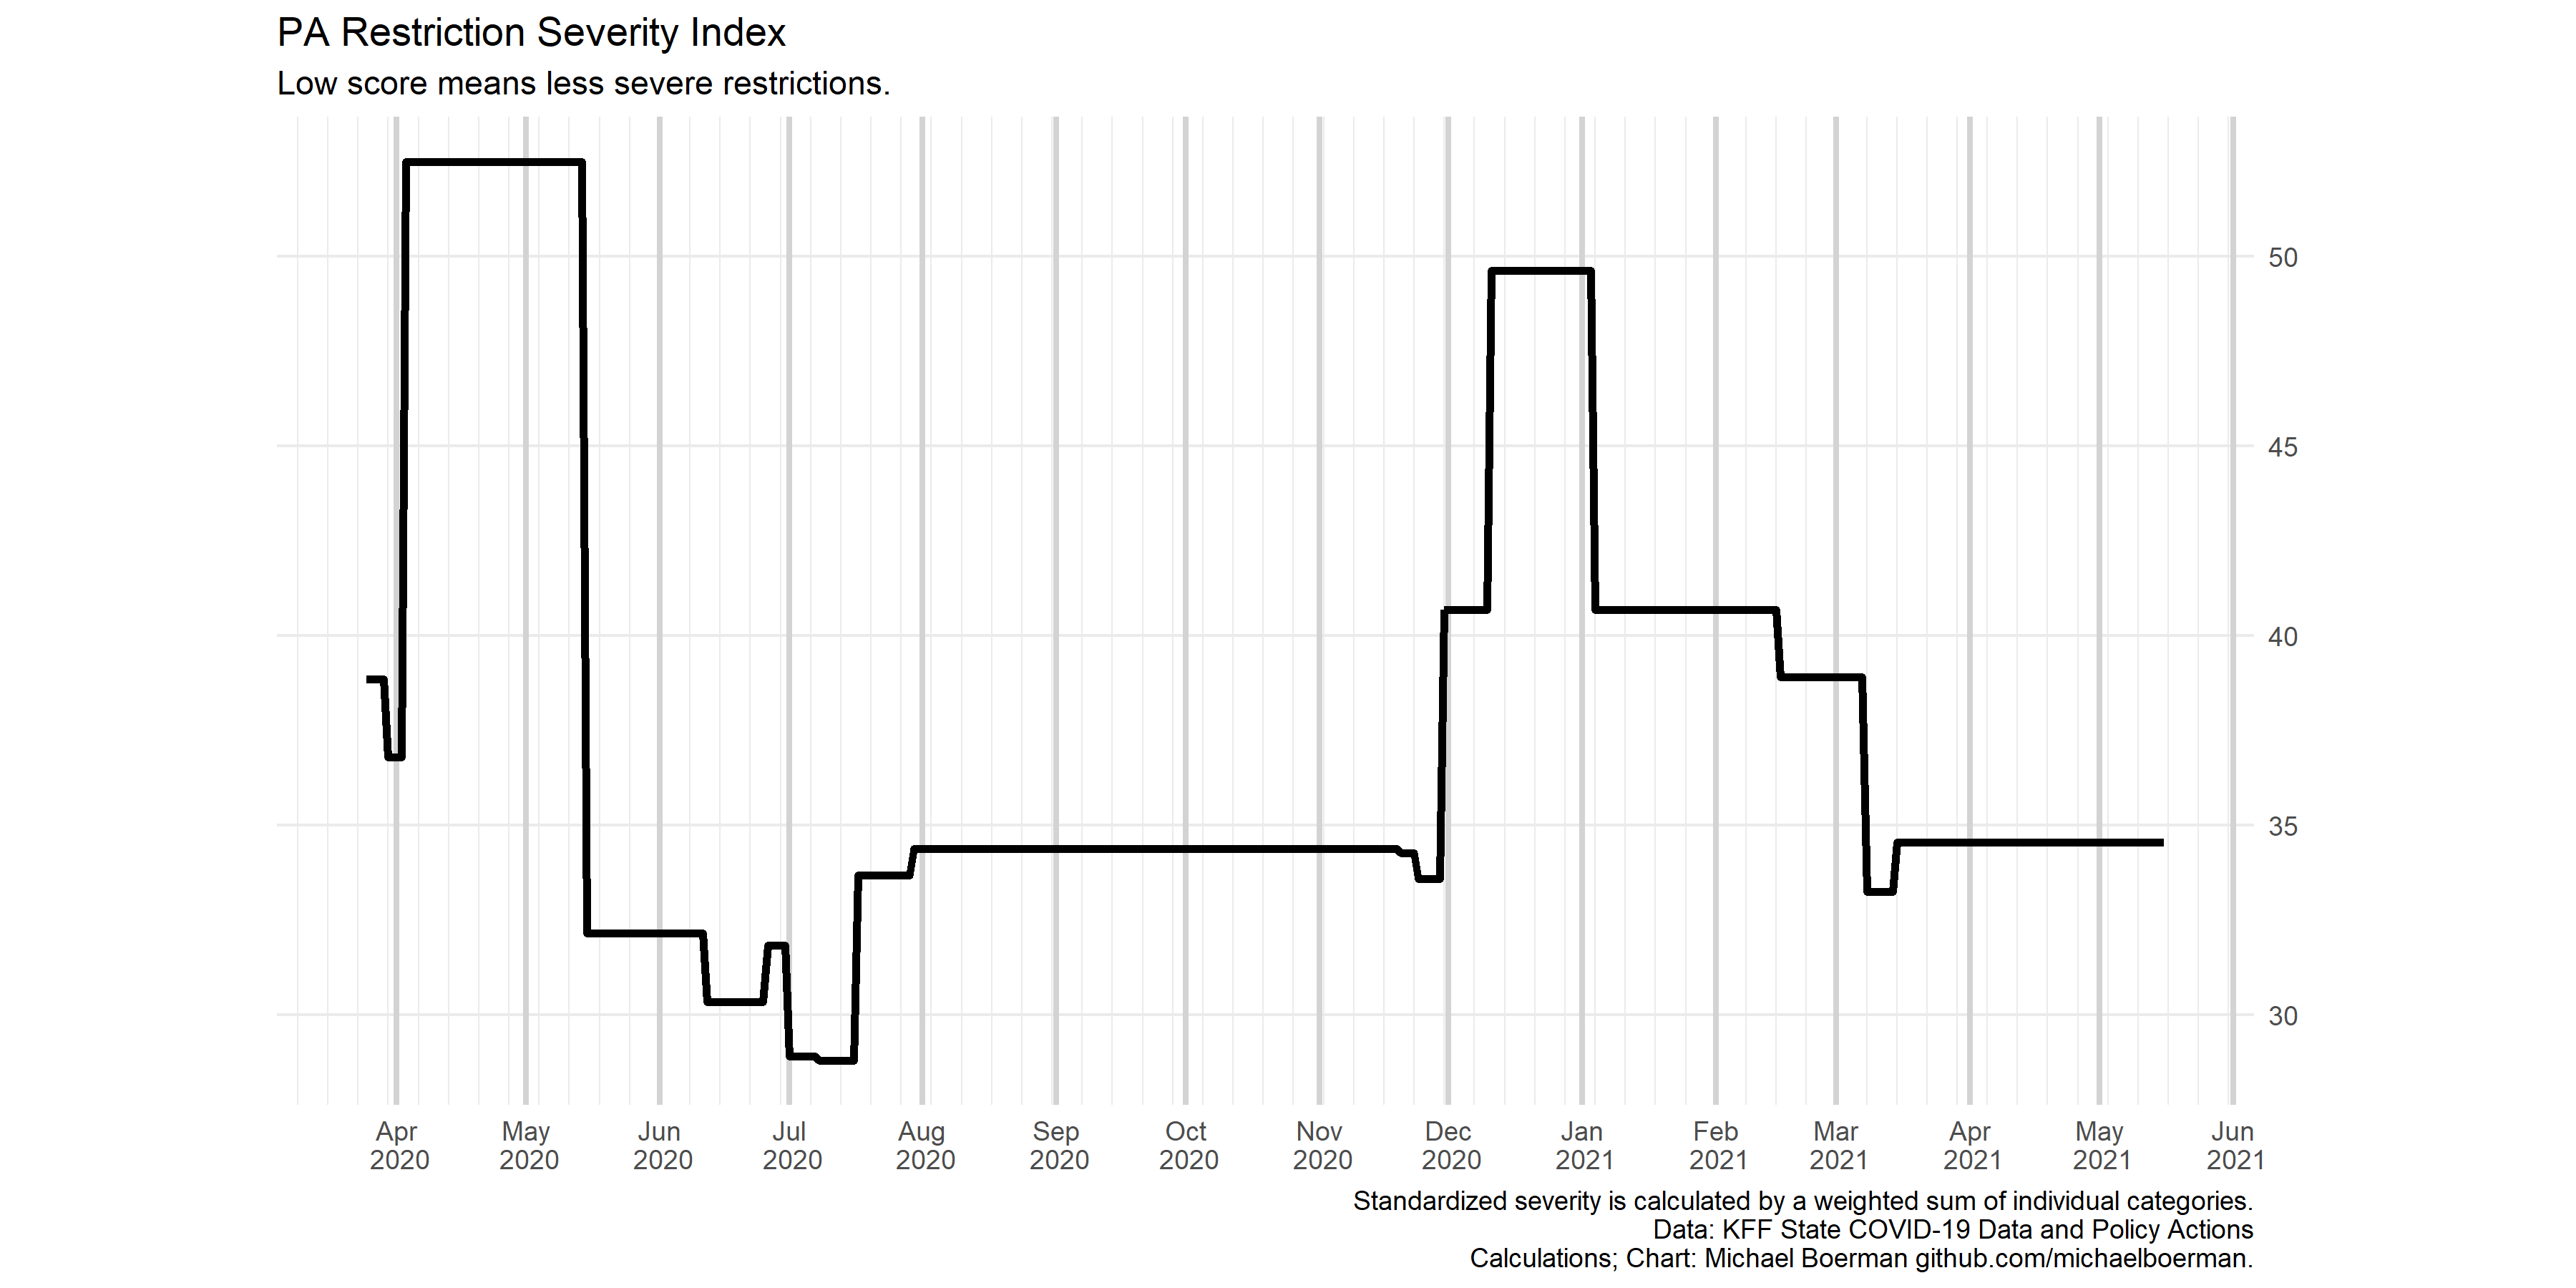 PA Restriction Severity Index
Low score means less severe restrictions.
50
45
40
35
30
Apr May Jun Jul Aug Sep Oct Nov Dec Jan Feb Mar Apr May Jun
2020 2020 2020 2020 2020 2020 2020 2020 2020 2021 2021 2021 2021 2021 2021
Standardized severity is calculated by a weighted sum of individual categories.
Data: KFF State COVID-19 Data and Policy Actions
Calculations; Chart: Michael Boerman github.com/michaelboerman.